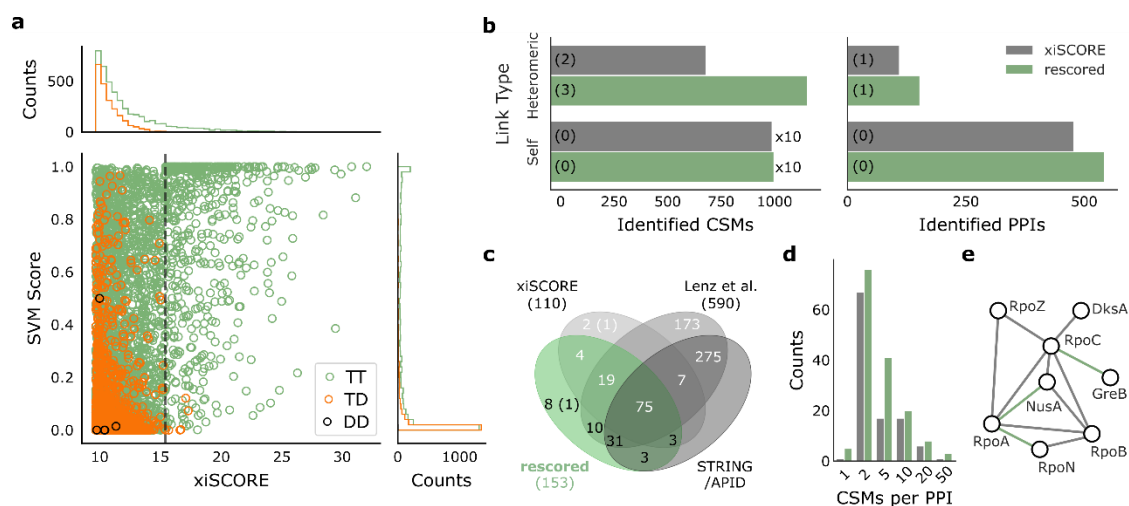 a
Counts
500
0
SVM Score
1.0
0.8
0.6
0.4
0.2
0.0
TT
TD
DD
10 15 20 25 30
xiSCORE
0 1000
Counts
b
Link Type
Heteromeric
Self
(2)
(3)
(0) x10
(0) x10
0 250 500 750 1000
Identified CSMs
(1)
(1)
(0)
(0)
xiSCORE
rescored
0 250 500
Identified PPIs
c
xiSCORE
(110)
Lenz et al.
(590)
2 (1)
173
4
275
19
7
8 (1)
75
10
31
3
3
rescored
(153)
STRING
/APID
d
Counts
60
40
20
0
1 2 5 10 20 50
CSMs per PPI
e
RpoZ
DksA
RpoC
GreB
NusA
RpoA
RpoB
RpoN